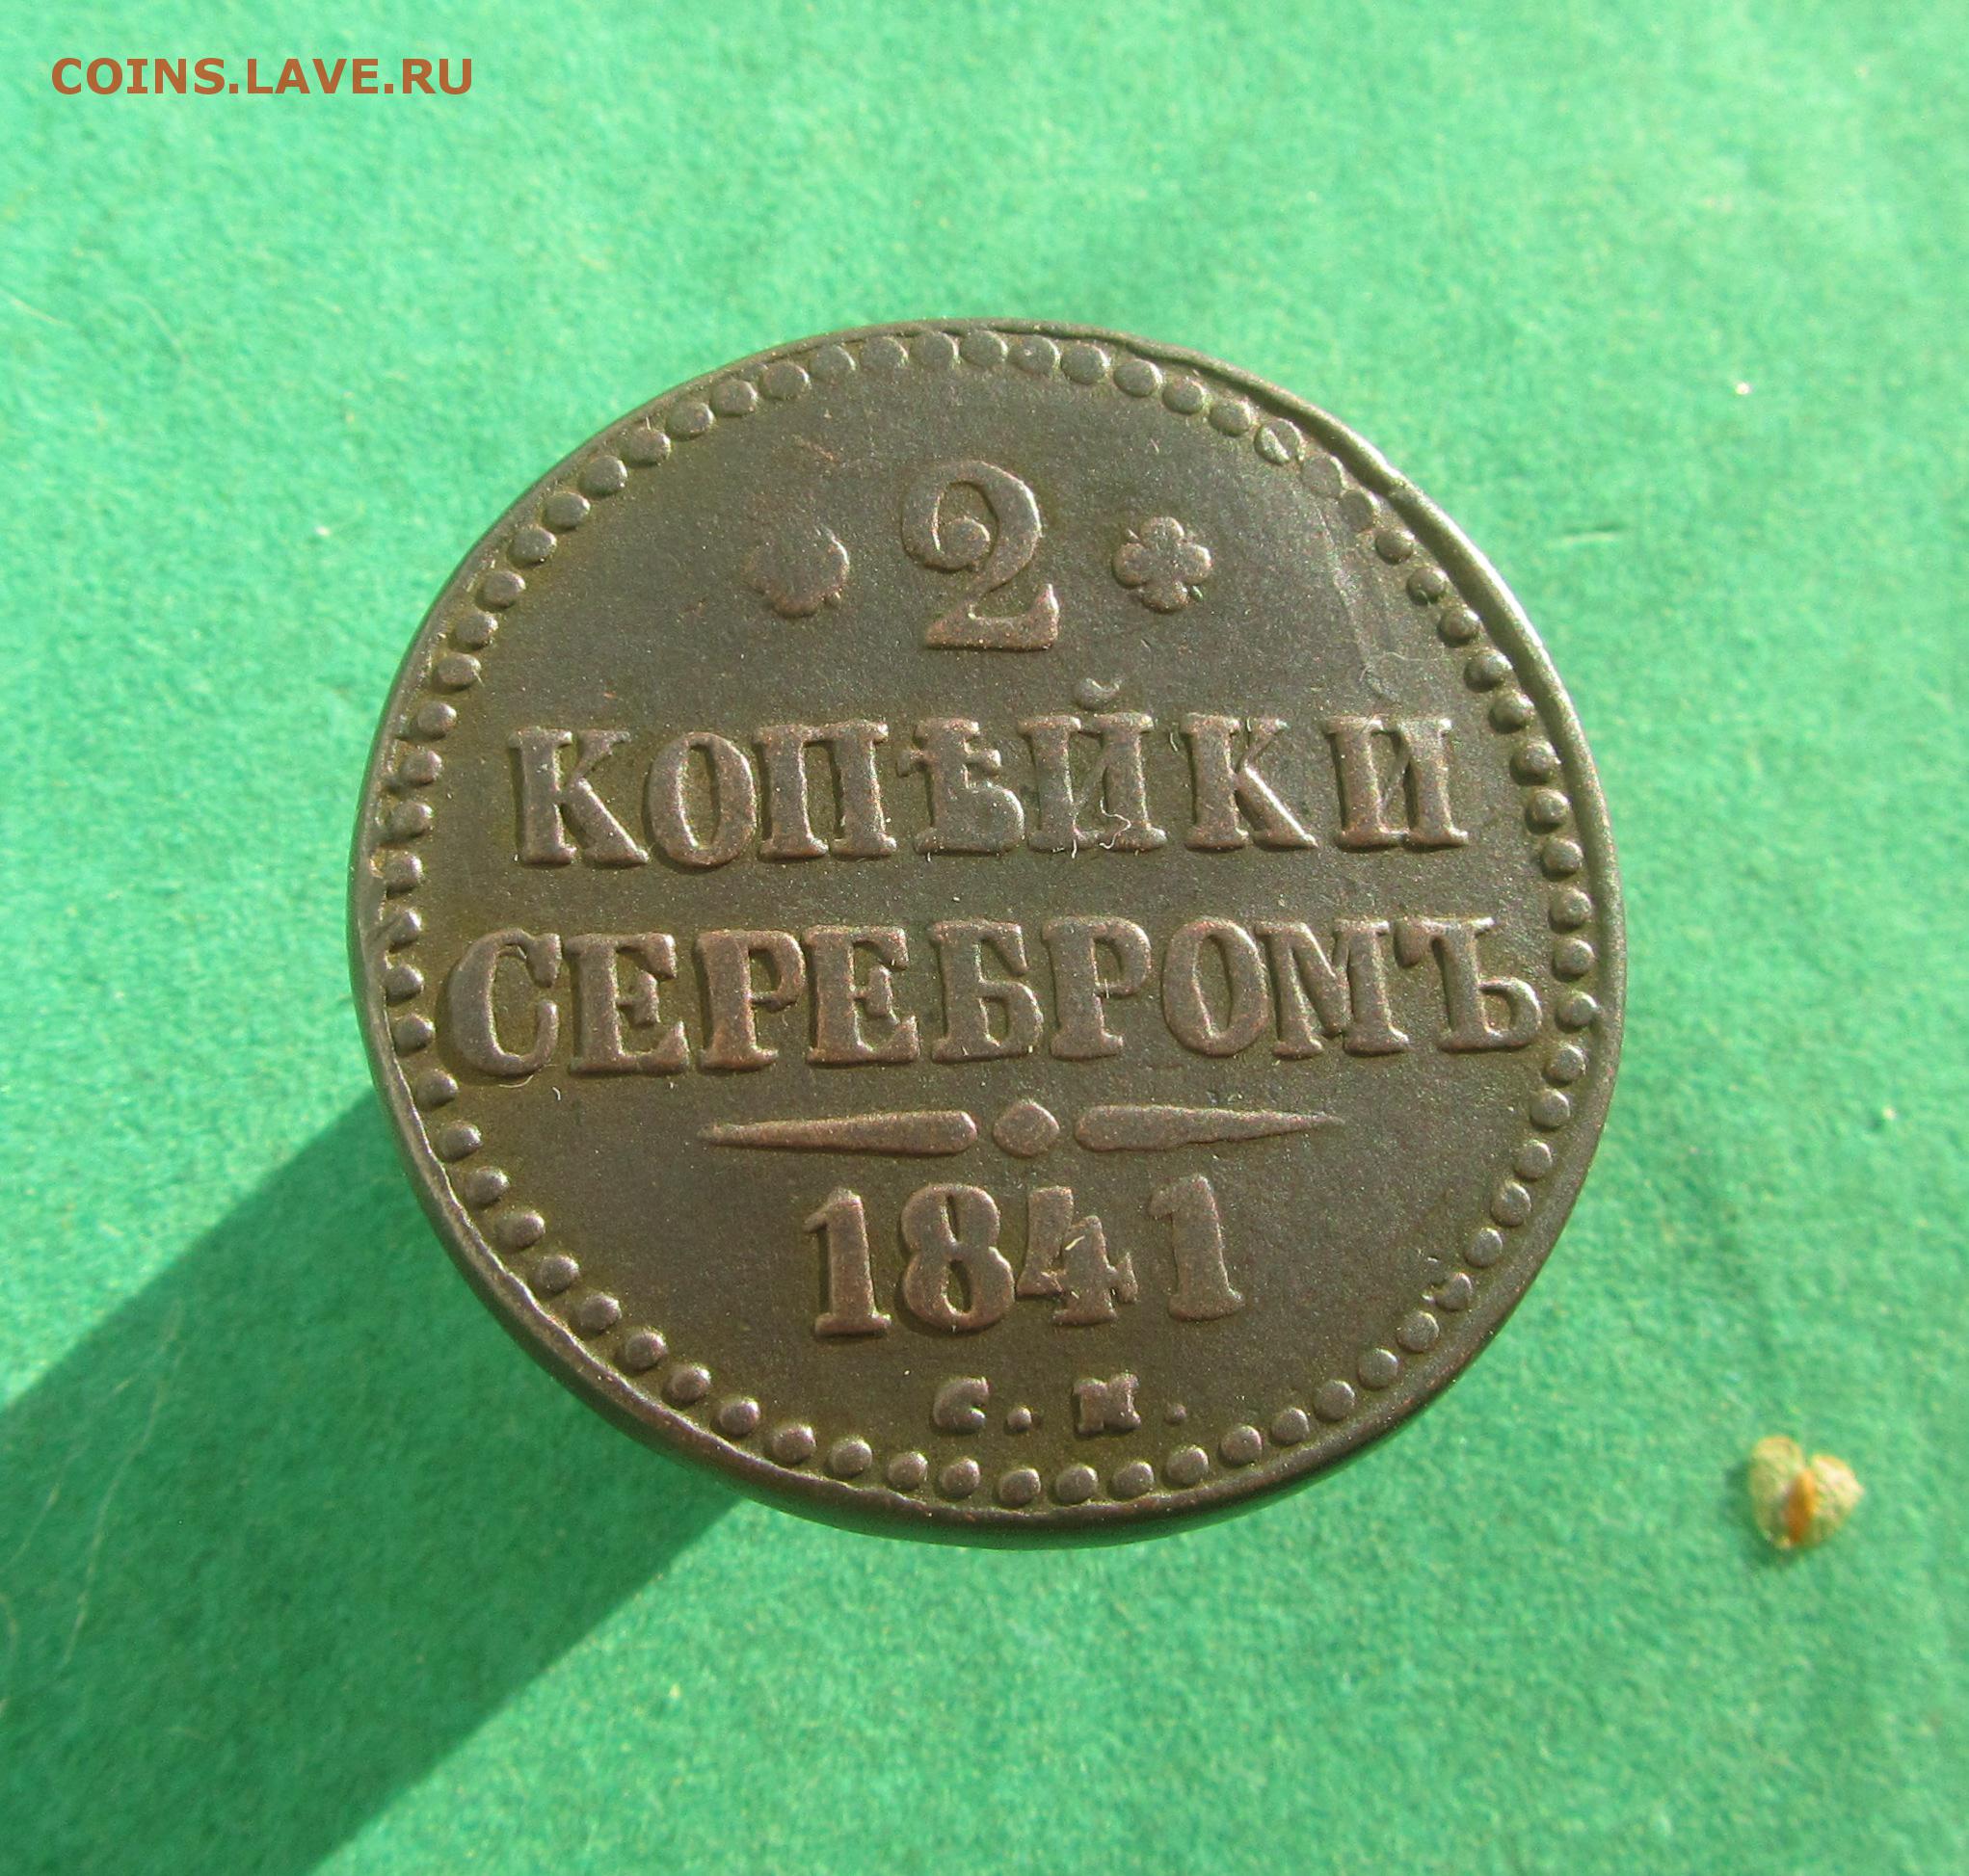 COINS.LAVE.RU
2
КОПѢЙКИ
СЕРЕБРОМЪ
1841
С. М.